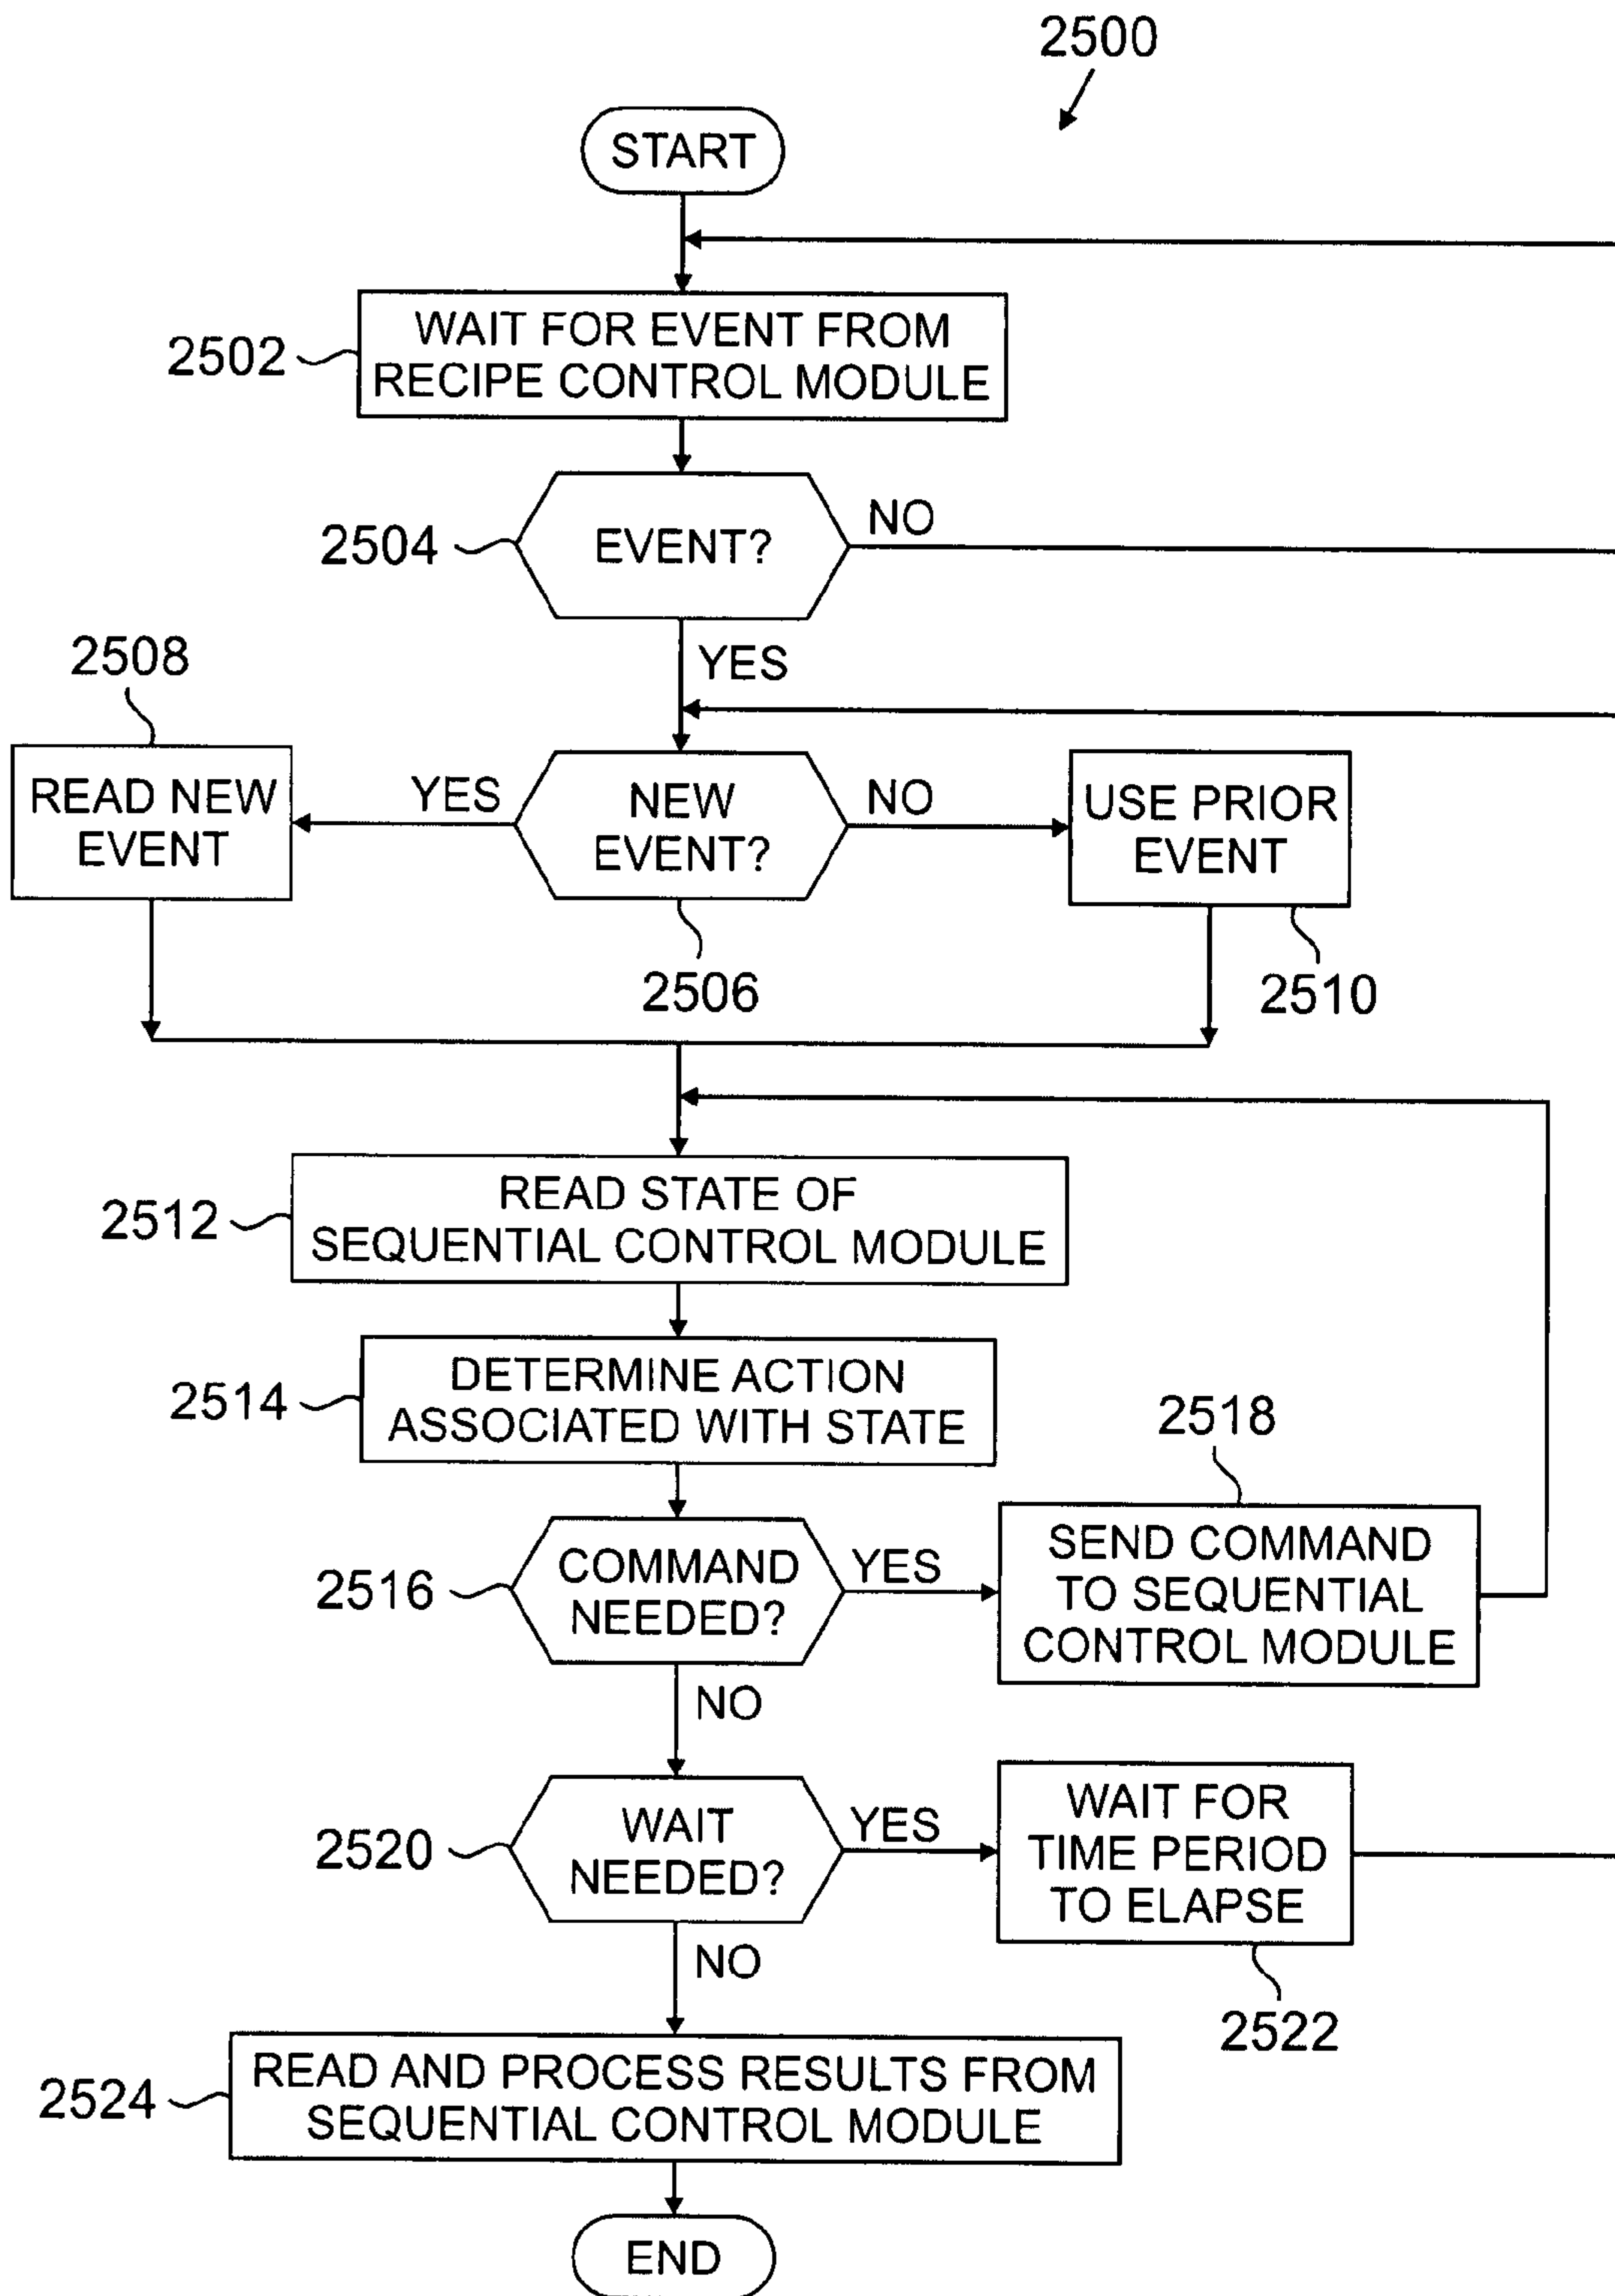 2500
START
2502
WAIT FOR EVENT FROM
RECIPE CONTROL MODULE
2504
EVENT?
NO
YES
2508
READ NEW
EVENT
YES
NEW
EVENT?
NO
USE PRIOR
EVENT
2506
2510
2512
READ STATE OF
SEQUENTIAL CONTROL MODULE
2514
DETERMINE ACTION
ASSOCIATED WITH STATE
2518
2516
COMMAND
NEEDED?
YES
SEND COMMAND
TO SEQUENTIAL
CONTROL MODULE
NO
2520
WAIT
NEEDED?
YES
WAIT FOR
TIME PERIOD
TO ELAPSE
NO
2522
2524
READ AND PROCESS RESULTS FROM
SEQUENTIAL CONTROL MODULE
END